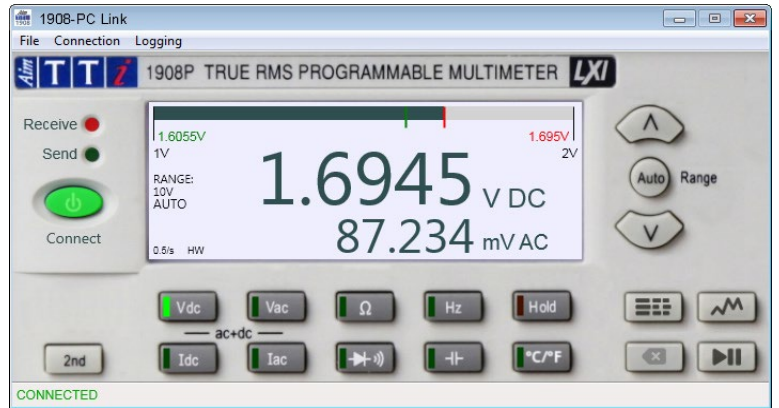 1908-PC Link
File Connection Logging
Aim TTi 1908P TRUE RMS PROGRAMMABLE MULTIMETER LXI
Receive
Send
Connect
1.6055V 1.695V
1V 2V
RANGE:
10V
AUTO
1.6945 V DC
87.234 mV AC
0.5/s HW
Auto Range
Vdc Vac Ω Hz Hold
ac+dc
2nd Idc Iac °C/°F
CONNECTED